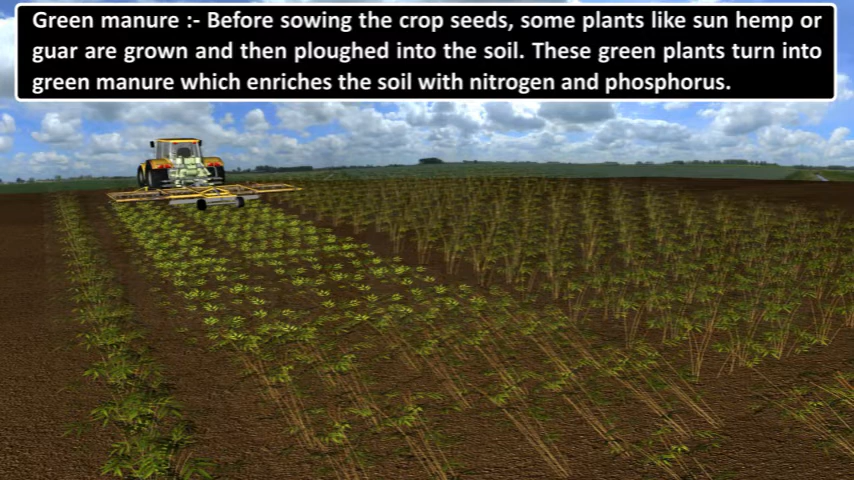 Green manure :- Before sowing the crop seeds, some plants like sun hemp or
guar are grown and then ploughed into the soil. These green plants turn into
green manure which enriches the soil with nitrogen and phosphorus.